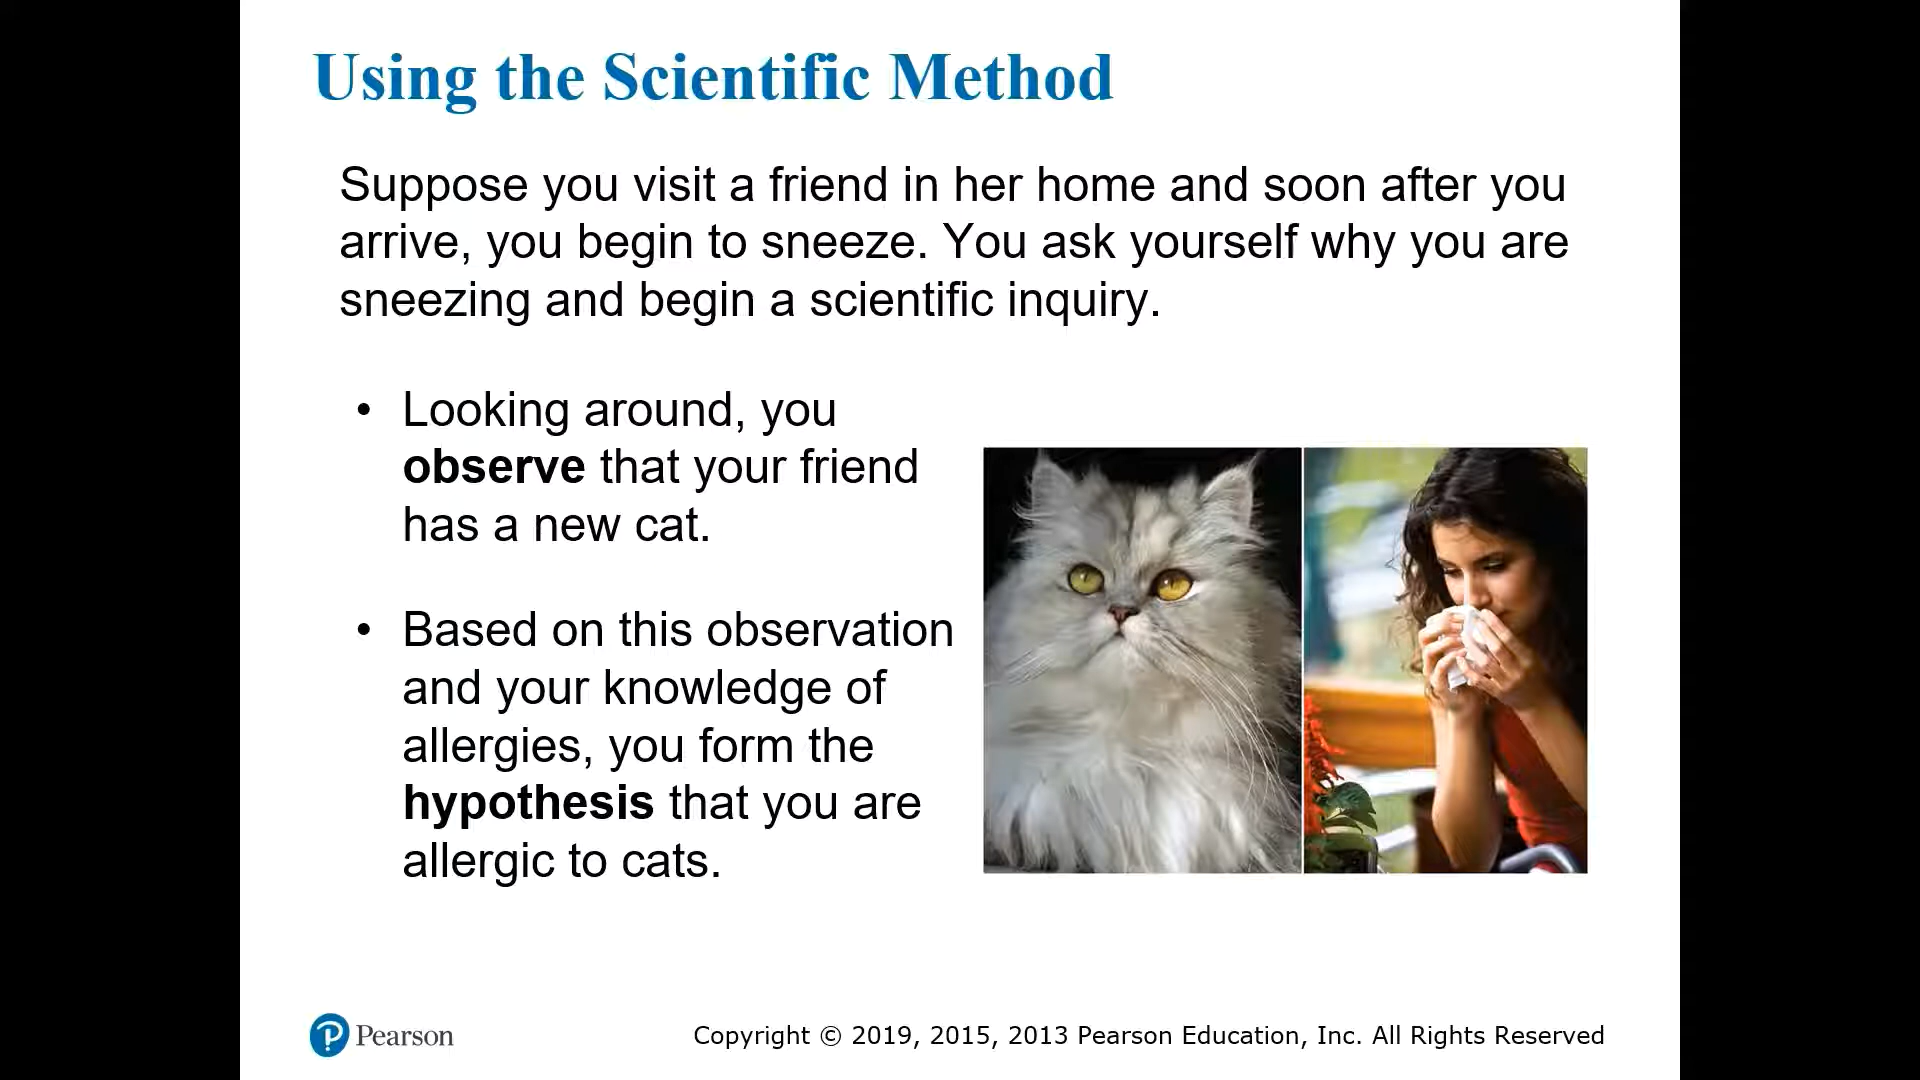 Using the Scientific Method
Suppose you visit a friend in her home and soon after you
arrive, you begin to sneeze. You ask yourself why you are
sneezing and begin a scientific inquiry.
• Looking around, you
observe that your friend
has a new cat.
• Based on this observation
and your knowledge of
allergies, you form the
hypothesis that you are
allergic to cats.
Pearson
Copyright © 2019, 2015, 2013 Pearson Education, Inc. All Rights Reserved